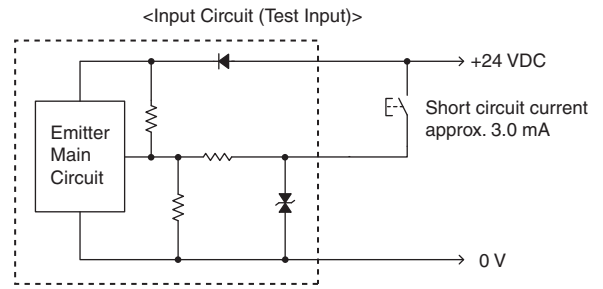 <Input Circuit (Test Input)>
+24 VDC
Emitter
Main
Circuit
Short circuit current
approx. 3.0 mA
0 V